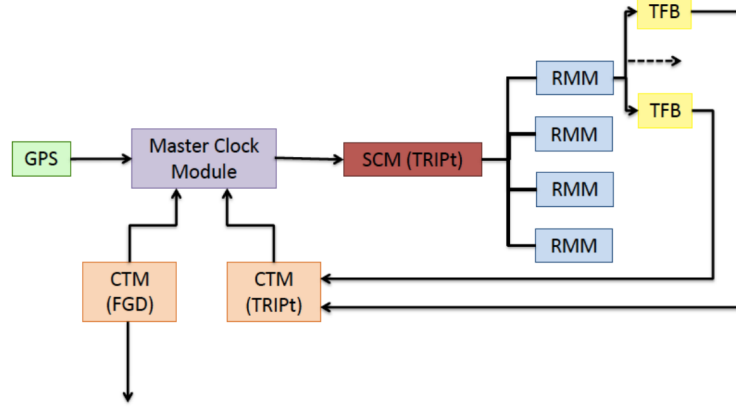 TFB
RMM
TFB
GPS
Master Clock
Module
SCM (TRIPt)
RMM
RMM
RMM
CTM
(FGD)
CTM
(TRIPt)